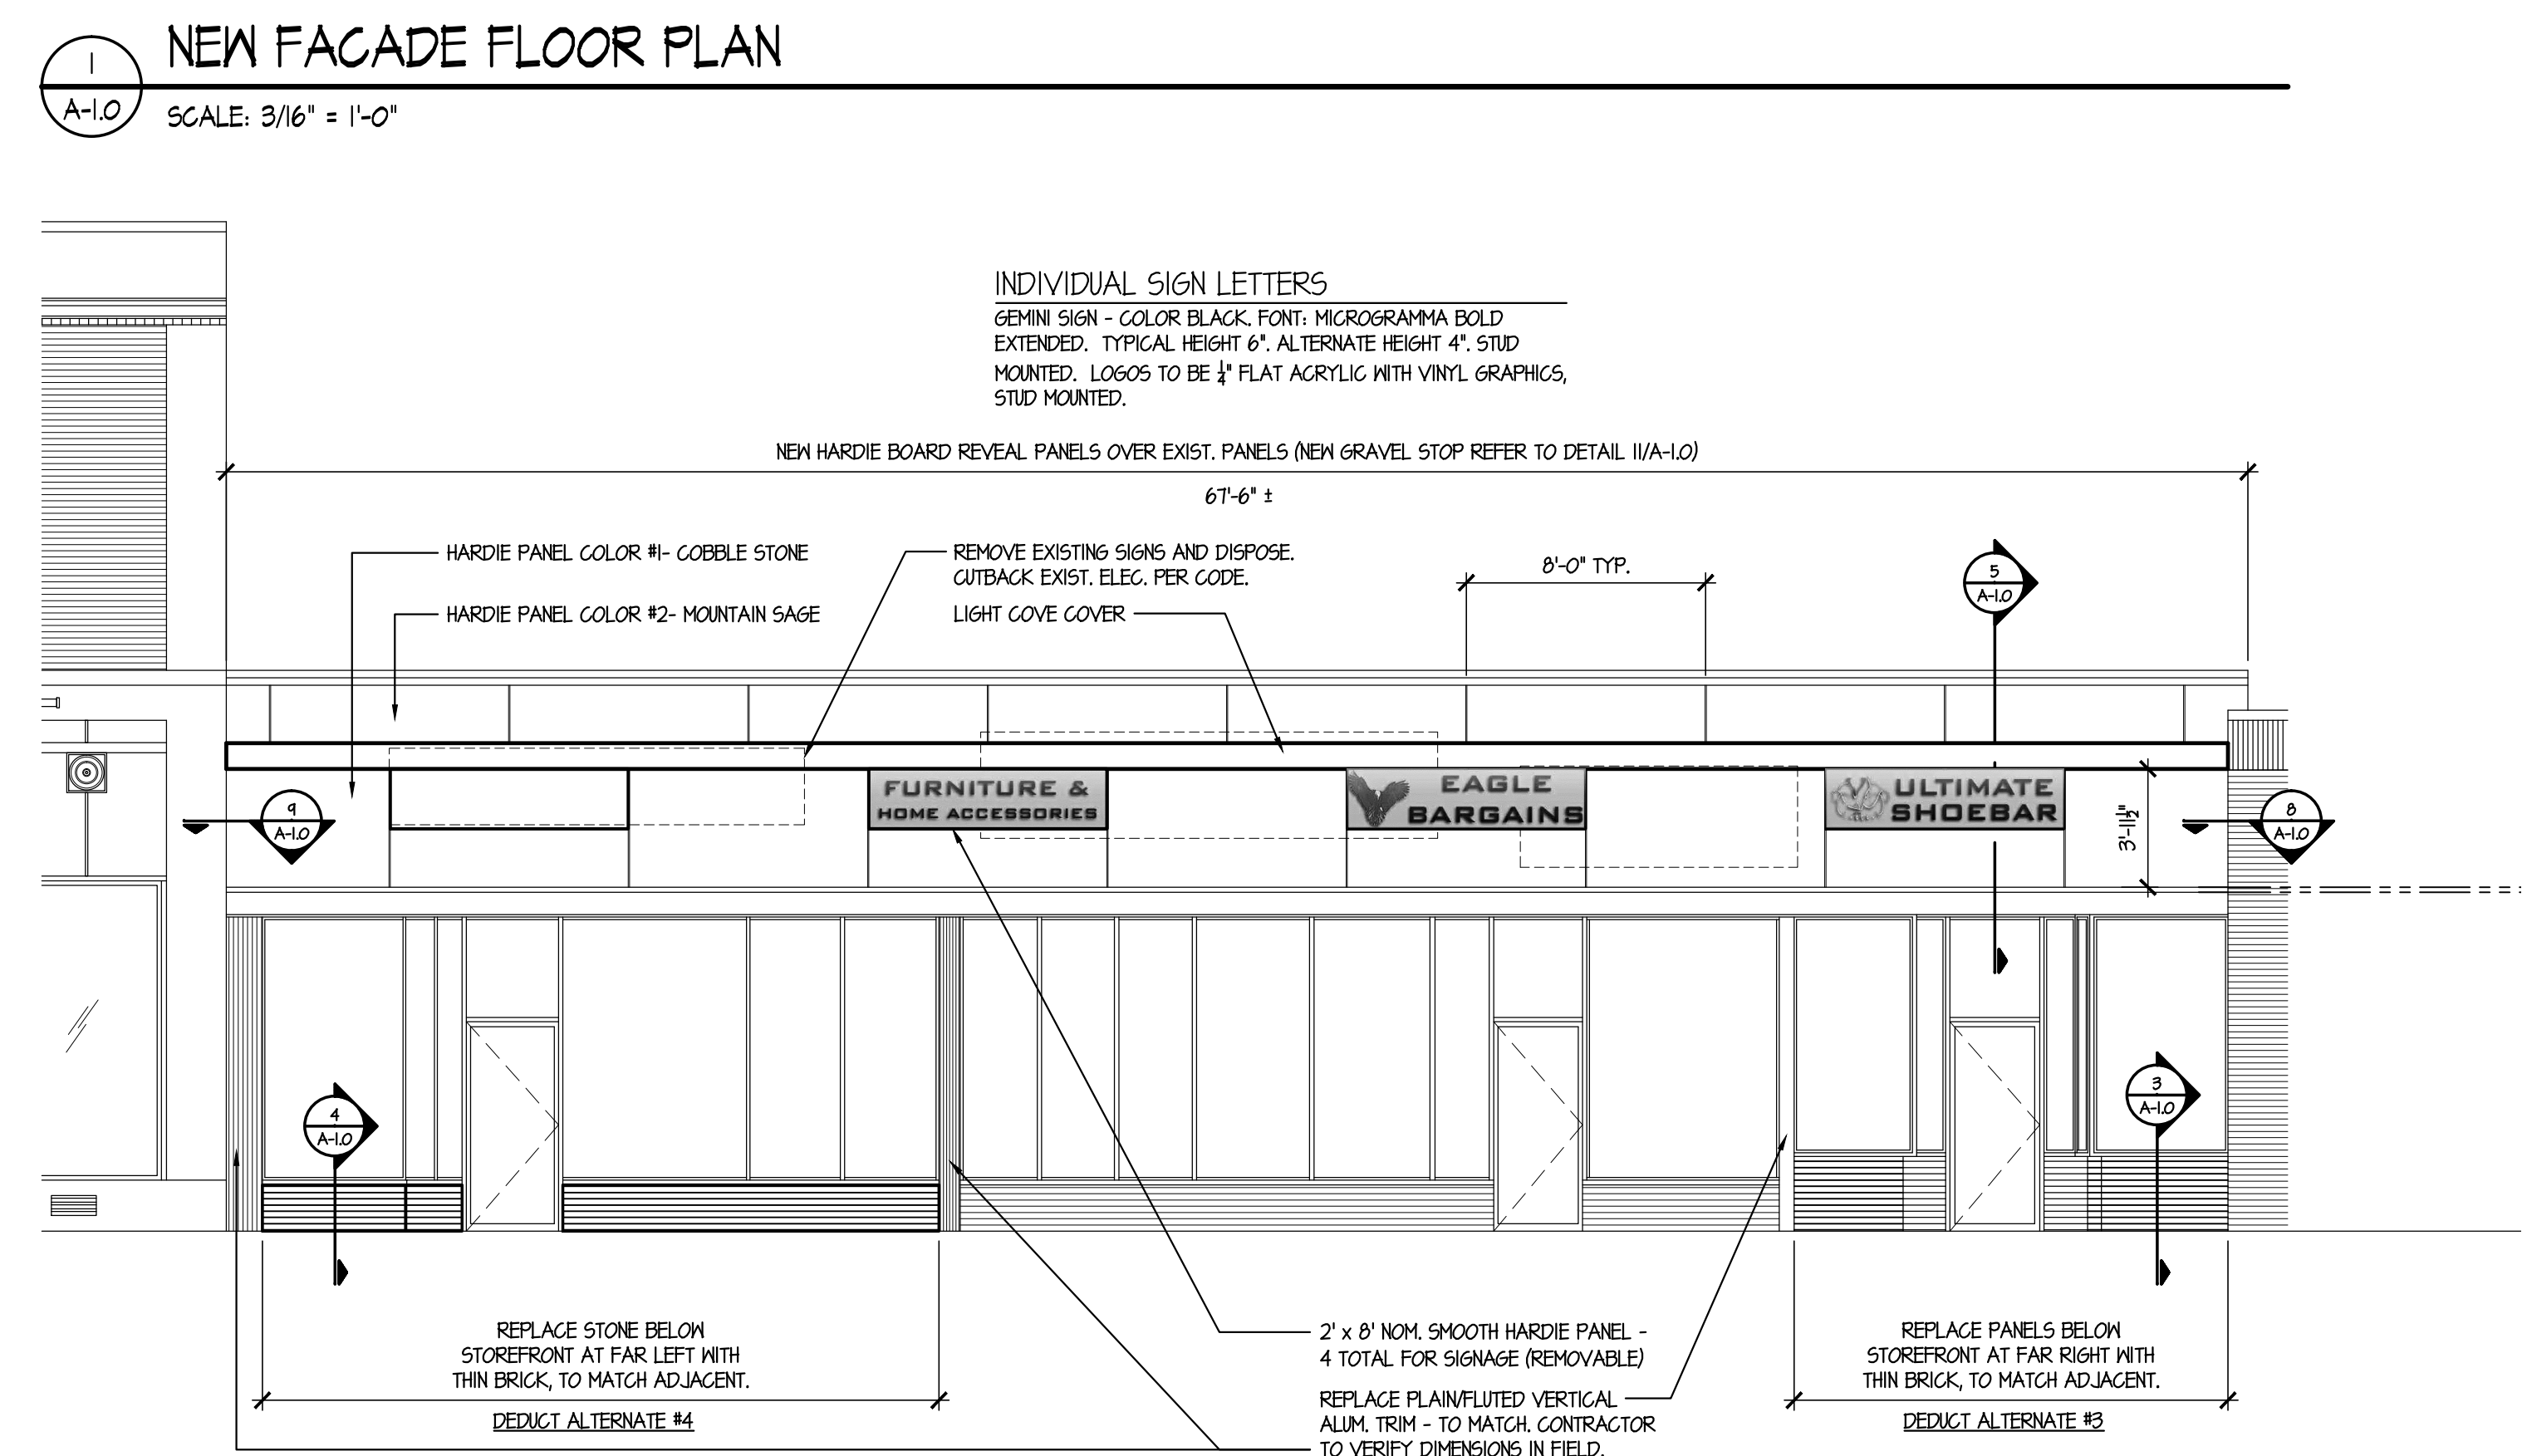 1
A-1.0
NEW FACADE FLOOR PLAN
SCALE: 3/16" = 1'-0"
INDIVIDUAL SIGN LETTERS
GEMINI SIGN - COLOR BLACK. FONT: MICROGRAMMA BOLD
EXTENDED. TYPICAL HEIGHT 6". ALTERNATE HEIGHT 4". STUD
MOUNTED. LOGOS TO BE 1/4" FLAT ACRYLIC WITH VINYL GRAPHICS,
STUD MOUNTED.
NEW HARDIE BOARD REVEAL PANELS OVER EXIST. PANELS (NEW GRAVEL STOP REFER TO DETAIL 11/A-1.0)
67'-6" ±
HARDIE PANEL COLOR #1- COBBLE STONE
HARDIE PANEL COLOR #2- MOUNTAIN SAGE
REMOVE EXISTING SIGNS AND DISPOSE.
CUTBACK EXIST. ELEC. PER CODE.
LIGHT COVE COVER
8'-0" TYP.
5
A-1.0
FURNITURE &
HOME ACCESSORIES
EAGLE
BARGAINS
ULTIMATE
SHOEBAR
3'-11 1/2"
9
A-1.0
8
A-1.0
4
A-1.0
3
A-1.0
REPLACE STONE BELOW
STOREFRONT AT FAR LEFT WITH
THIN BRICK, TO MATCH ADJACENT.
DEDUCT ALTERNATE #4
2' x 8' NOM. SMOOTH HARDIE PANEL -
4 TOTAL FOR SIGNAGE (REMOVABLE)
REPLACE PLAIN/FLUTED VERTICAL
ALUM. TRIM - TO MATCH. CONTRACTOR
TO VERIFY DIMENSIONS IN FIELD.
REPLACE PANELS BELOW
STOREFRONT AT FAR RIGHT WITH
THIN BRICK, TO MATCH ADJACENT.
DEDUCT ALTERNATE #3